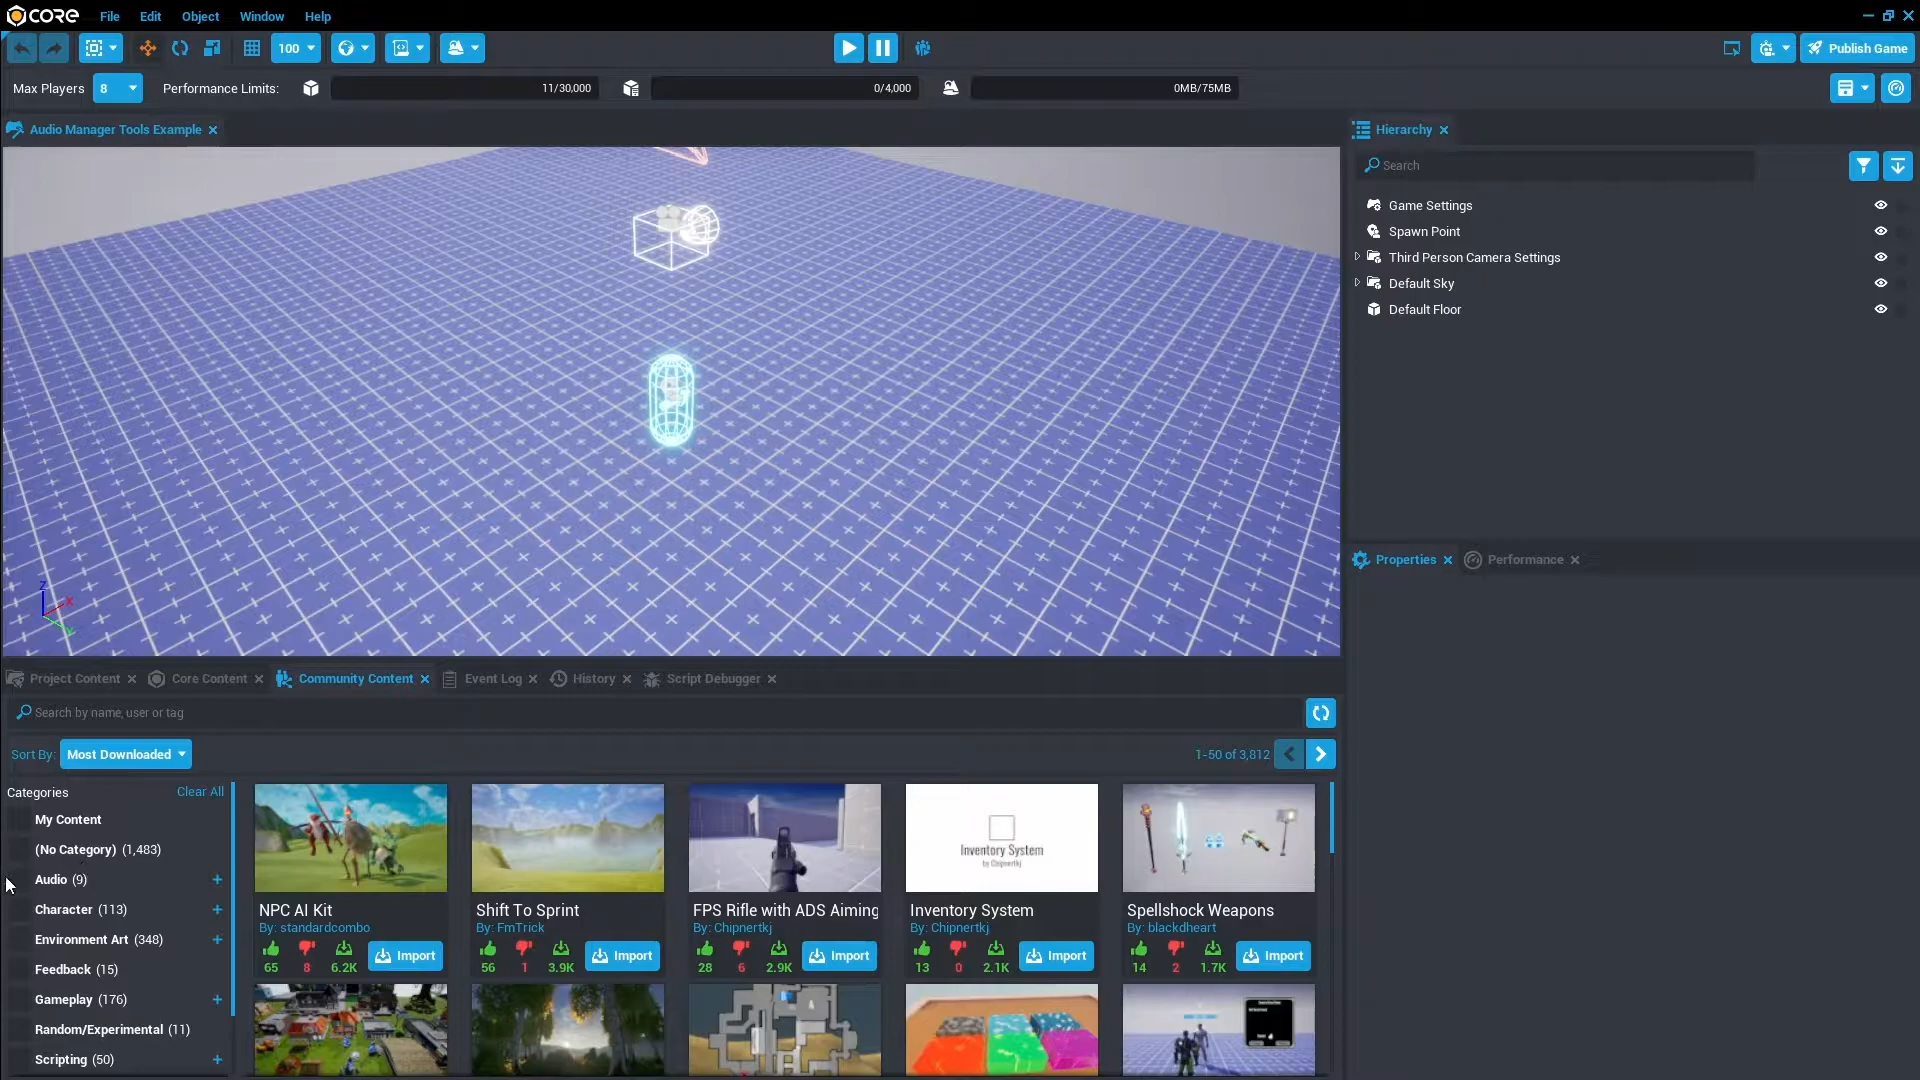 CORE File Edit Object Window Help
100 Publish Game
Max Players 8 Performance Limits: 11/30,000 0/4,000 0MB/75MB
Audio Manager Tools Example
Hierarchy
Search
Game Settings
Spawn Point
Third Person Camera Settings
Default Sky
Default Floor
Properties Performance
Z
X
Y
Project Content Core Content Community Content Event Log History Script Debugger
Search by name, user or tag
Sort By: Most Downloaded 1-50 of 3,812
Categories Clear All
My Content
(No Category) (1,483)
Audio (9)
Character (113)
Environment Art (348)
Feedback (15)
Gameplay (176)
Random/Experimental (11)
Scripting (50)
NPC AI Kit
By: standardcombo
65 8 6.2K Import
Shift To Sprint
By: FmTrick
56 1 3.9K Import
FPS Rifle with ADS Aiming
By: Chipnertkj
28 6 2.9K Import
Inventory System
by Chipnertkj
Inventory System
By: Chipnertkj
13 0 2.1K Import
Spellshock Weapons
By: blackdheart
14 2 1.7K Import